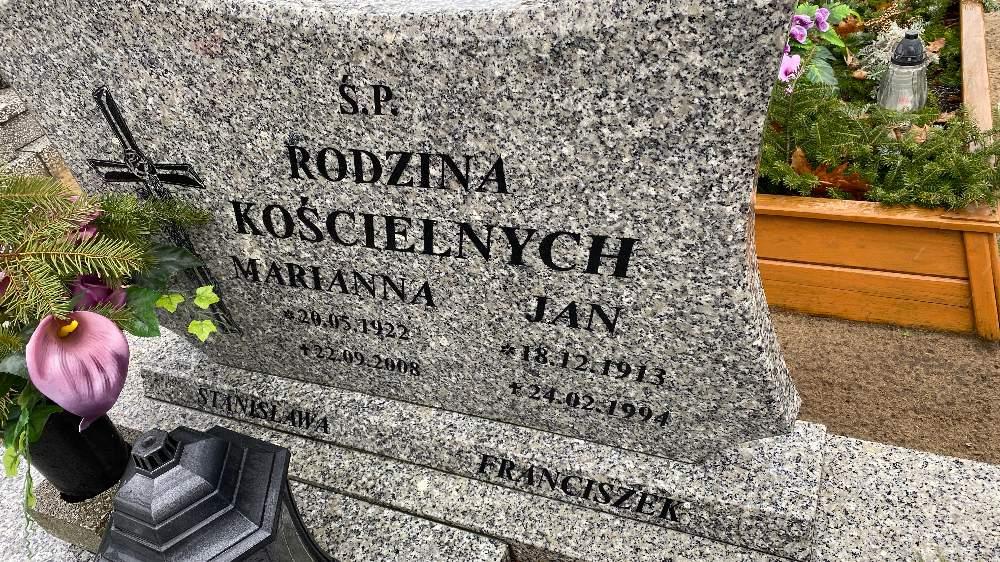 Ś.P.
RODZINA
KOŚCIELNYCH
MARIANNA JAN
*20.05.1922 *18.12.1913
†22.09.2008 †24.02.1994
STANISŁAWA FRANCISZEK